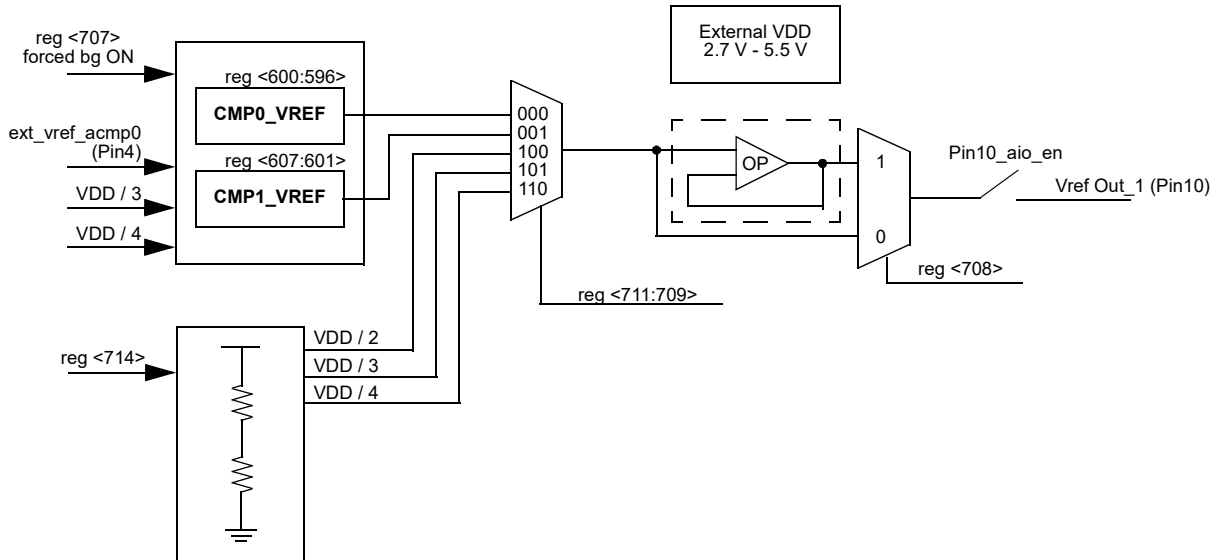 reg <707>
forced bg ON
ext_vref_acmp0
(Pin4)
VDD / 3
VDD / 4
reg <600:596>
CMP0_VREF
reg <607:601>
CMP1_VREF
000
001
100
101
110
reg <711:709>
External VDD
2.7 V - 5.5 V
OP
1
0
reg <708>
Pin10_aio_en
Vref Out_1 (Pin10)
reg <714>
VDD / 2
VDD / 3
VDD / 4